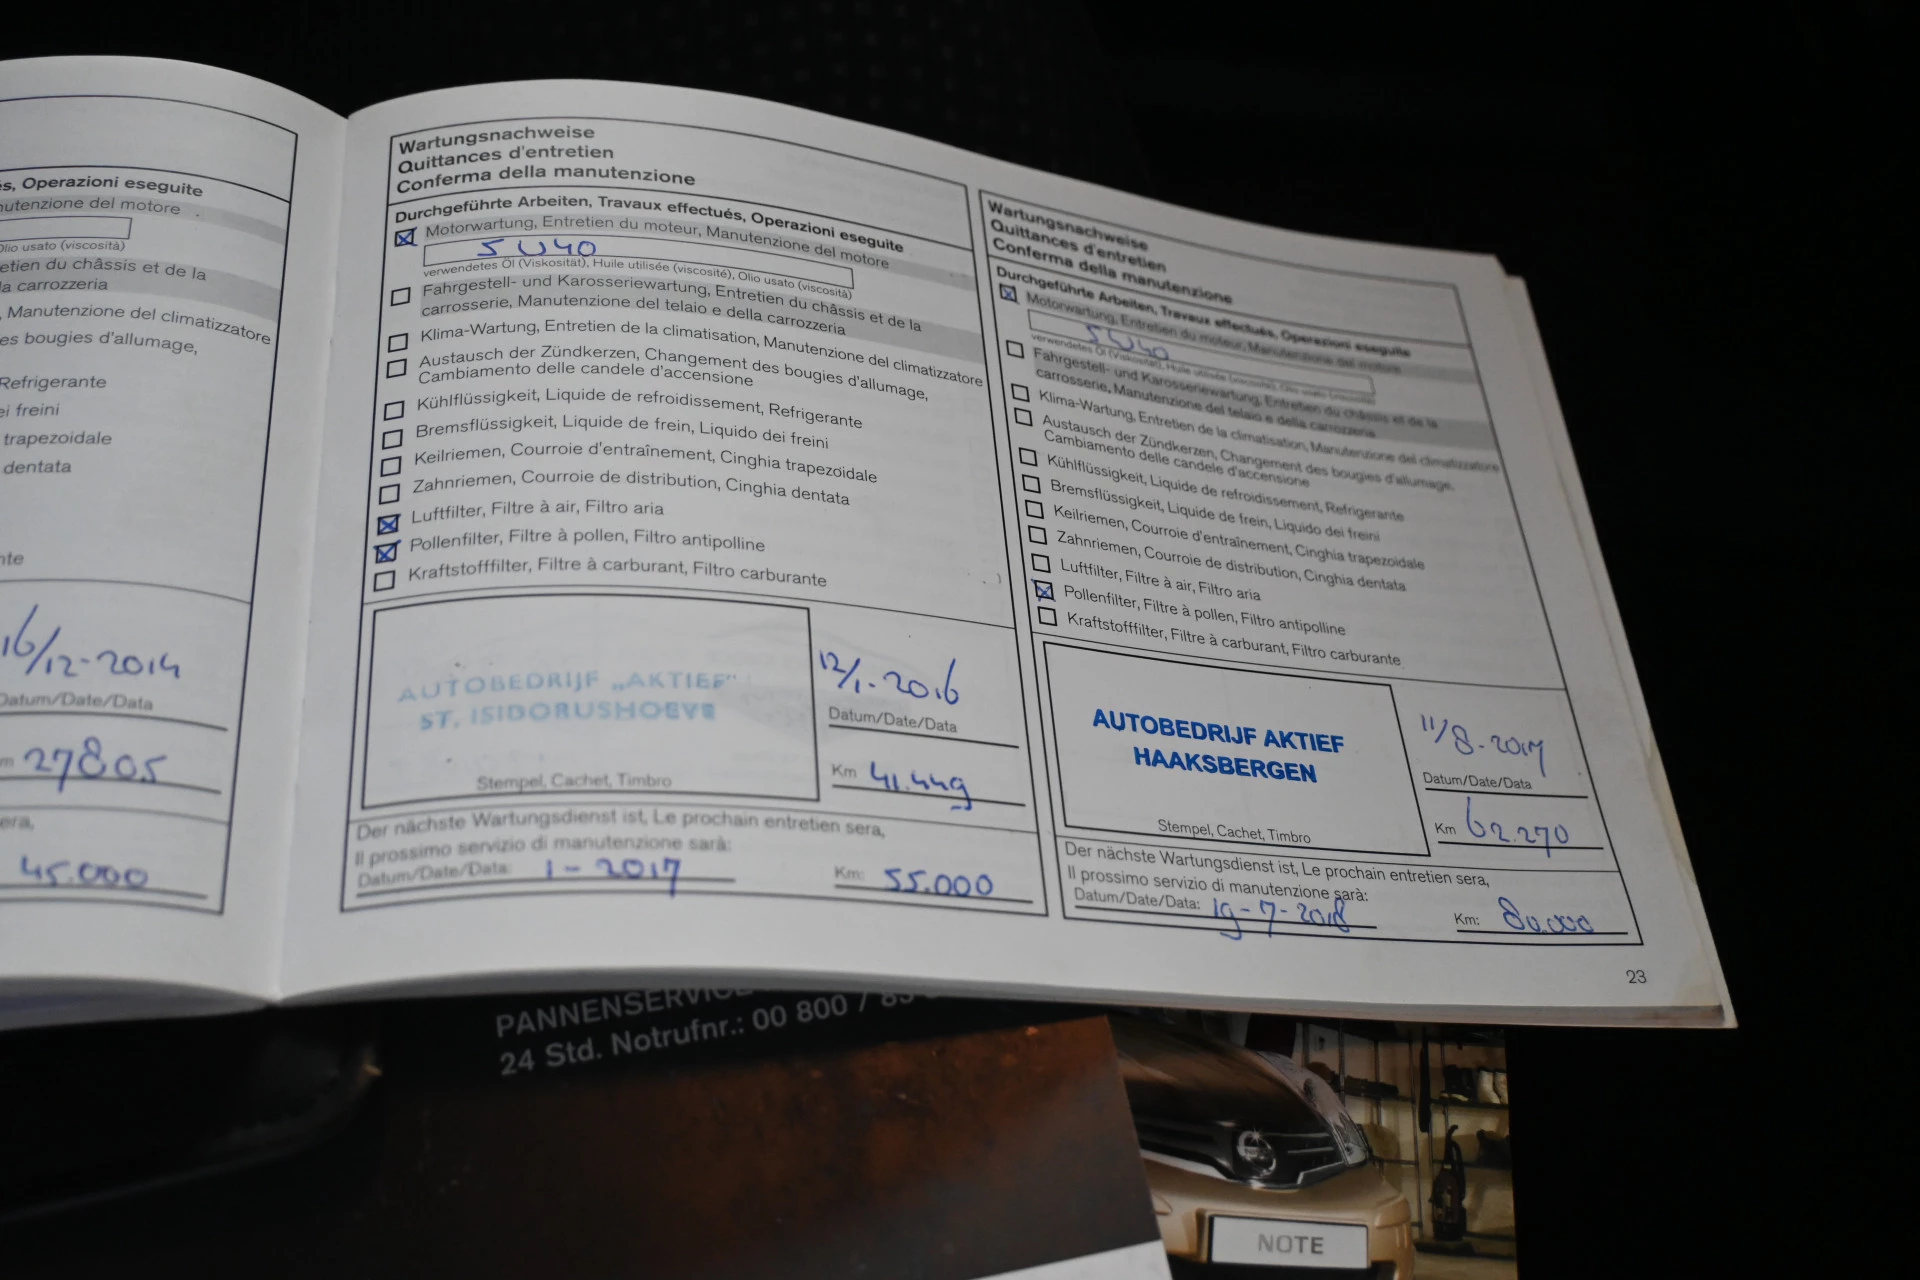 s, Operazioni eseguite
nutenzione del motore
Olio usato (viscosità)
etien du châssis et de la
la carrozzeria
, Manutenzione del climatizzatore
es bougies d'allumage,
Refrigerante
ei freini
trapezoidale
dentata
nte
16/12-2014
Datum/Date/Data
m 27805
era,
45.000
Wartungsnachweise
Quittances d'entretien
Conferma della manutenzione
Durchgeführte Arbeiten, Travaux effectués, Operazioni eseguite
Motorwartung, Entretien du moteur, Manutenzione del motore
5W40
verwendetes Öl (Viskosität), Huile utilisée (viscosité), Olio usato (viscosità)
Fahrgestell- und Karosseriewartung, Entretien du châssis et de la
carrosserie, Manutenzione del telaio e della carrozzeria
Klima-Wartung, Entretien de la climatisation, Manutenzione del climatizzatore
Austausch der Zündkerzen, Changement des bougies d'allumage,
Cambiamento delle candele d'accensione
Kühlflüssigkeit, Liquide de refroidissement, Refrigerante
Bremsflüssigkeit, Liquide de frein, Liquido dei freini
Keilriemen, Courroie d'entraînement, Cinghia trapezoidale
Zahnriemen, Courroie de distribution, Cinghia dentata
Luftfilter, Filtre à air, Filtro aria
Pollenfilter, Filtre à pollen, Filtro antipolline
Kraftstofffilter, Filtre à carburant, Filtro carburante
AUTOBEDRIJF „AKTIEF"
ST. ISIDORUSHOEVE
Stempel, Cachet, Timbro
12/1-2016
Datum/Date/Data
Km 41.449
Der nächste Wartungsdienst ist, Le prochain entretien sera,
Il prossimo servizio di manutenzione sarà:
Datum/Date/Data: 1-2017 Km: 55.000
Wartungsnachweise
Quittances d'entretien
Conferma della manutenzione
Durchgeführte Arbeiten, Travaux effectués, Operazioni eseguite
Motorwartung, Entretien du moteur, Manutenzione del motore
5W40
verwendetes Öl (Viskosität), Huile utilisée (viscosité), Olio usato (viscosità)
Fahrgestell- und Karosseriewartung, Entretien du châssis et de la
carrosserie, Manutenzione del telaio e della carrozzeria
Klima-Wartung, Entretien de la climatisation, Manutenzione del climatizzatore
Austausch der Zündkerzen, Changement des bougies d'allumage,
Cambiamento delle candele d'accensione
Kühlflüssigkeit, Liquide de refroidissement, Refrigerante
Bremsflüssigkeit, Liquide de frein, Liquido dei freini
Keilriemen, Courroie d'entraînement, Cinghia trapezoidale
Zahnriemen, Courroie de distribution, Cinghia dentata
Luftfilter, Filtre à air, Filtro aria
Pollenfilter, Filtre à pollen, Filtro antipolline
Kraftstofffilter, Filtre à carburant, Filtro carburante
AUTOBEDRIJF AKTIEF
HAAKSBERGEN
Stempel, Cachet, Timbro
11/8-2017
Datum/Date/Data
Km 62.270
Der nächste Wartungsdienst ist, Le prochain entretien sera,
Il prossimo servizio di manutenzione sarà:
Datum/Date/Data: 19-7-2018 Km: 80.000
23
PANNENSERVICE
24 Std. Notrufnr.: 00 800 /
NOTE